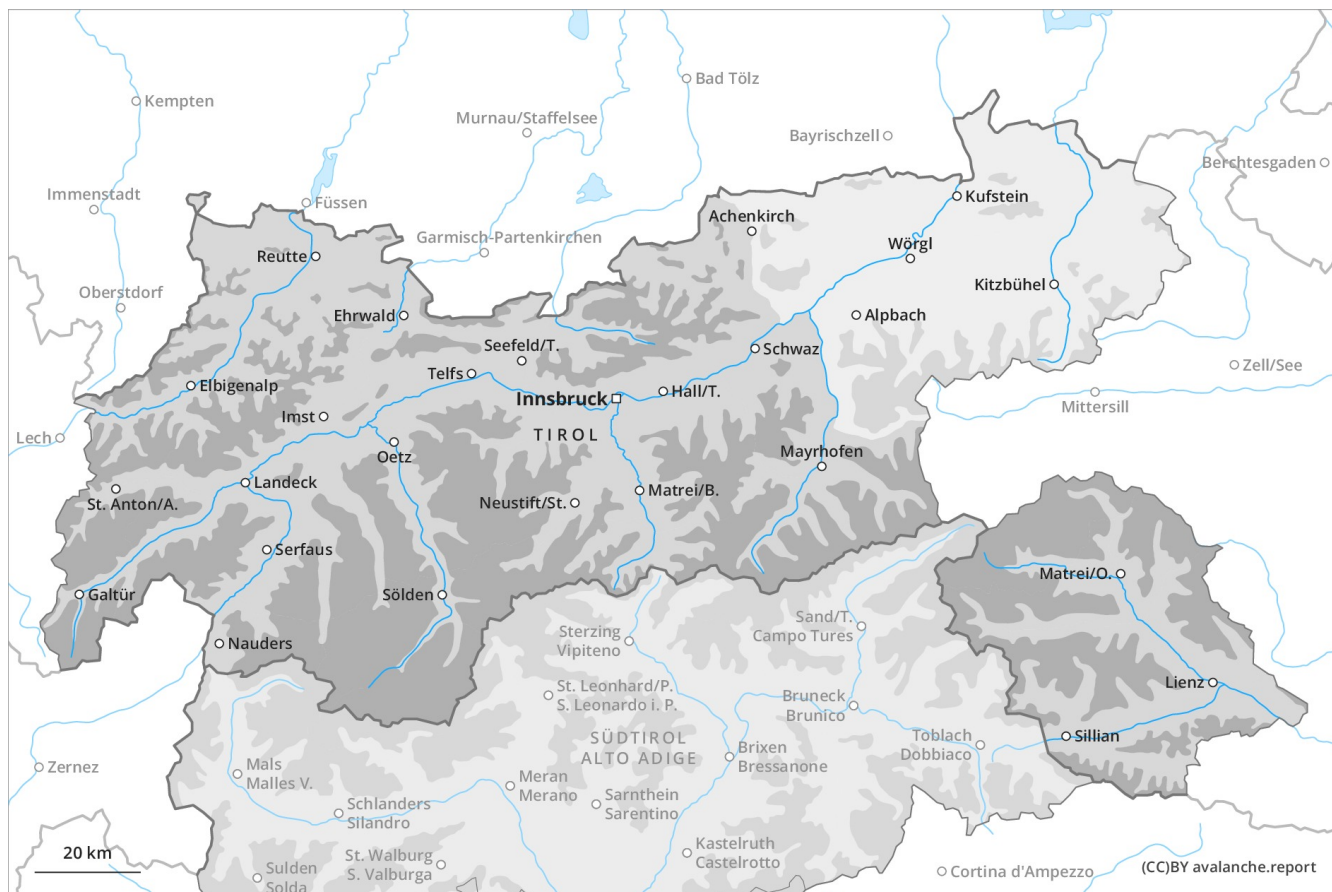 Bad Tölz
Kempten
Murnau/Staffelsee
Bayrischzell
Berchtesgaden
Immenstadt
Füssen
Kufstein
Achenkirch
Garmisch-Partenkirchen
Wörgl
Reutte
Kitzbühel
Oberstdorf
Ehrwald
Alpbach
Seefeld/T.
Schwaz
Zell/See
Telfs
Elbigenalp
Hall/T.
Innsbruck
Mittersill
Imst
TIROL
Lech
Oetz
Mayrhofen
Landeck
Matrei/B.
St. Anton/A.
Neustift/St.
Serfaus
Matrei/O.
Galtür
Sölden
Sand/T.
Campo Tures
Sterzing
Vipiteno
Nauders
Lienz
St. Leonhard/P.
S. Leonardo i. P.
Bruneck
Brunico
Sillian
Toblach
Dobbiaco
SÜDTIROL
ALTO ADIGE
Brixen
Bressanone
Zernez
Mals
Malles V.
Meran
Merano
Sarnthein
Sarentino
Schlanders
Silandro
Kastelruth
Castelrotto
20 km
St. Walburg
S. Valburga
Sulden
Solda
Cortina d'Ampezzo
(CC)BY avalanche.report